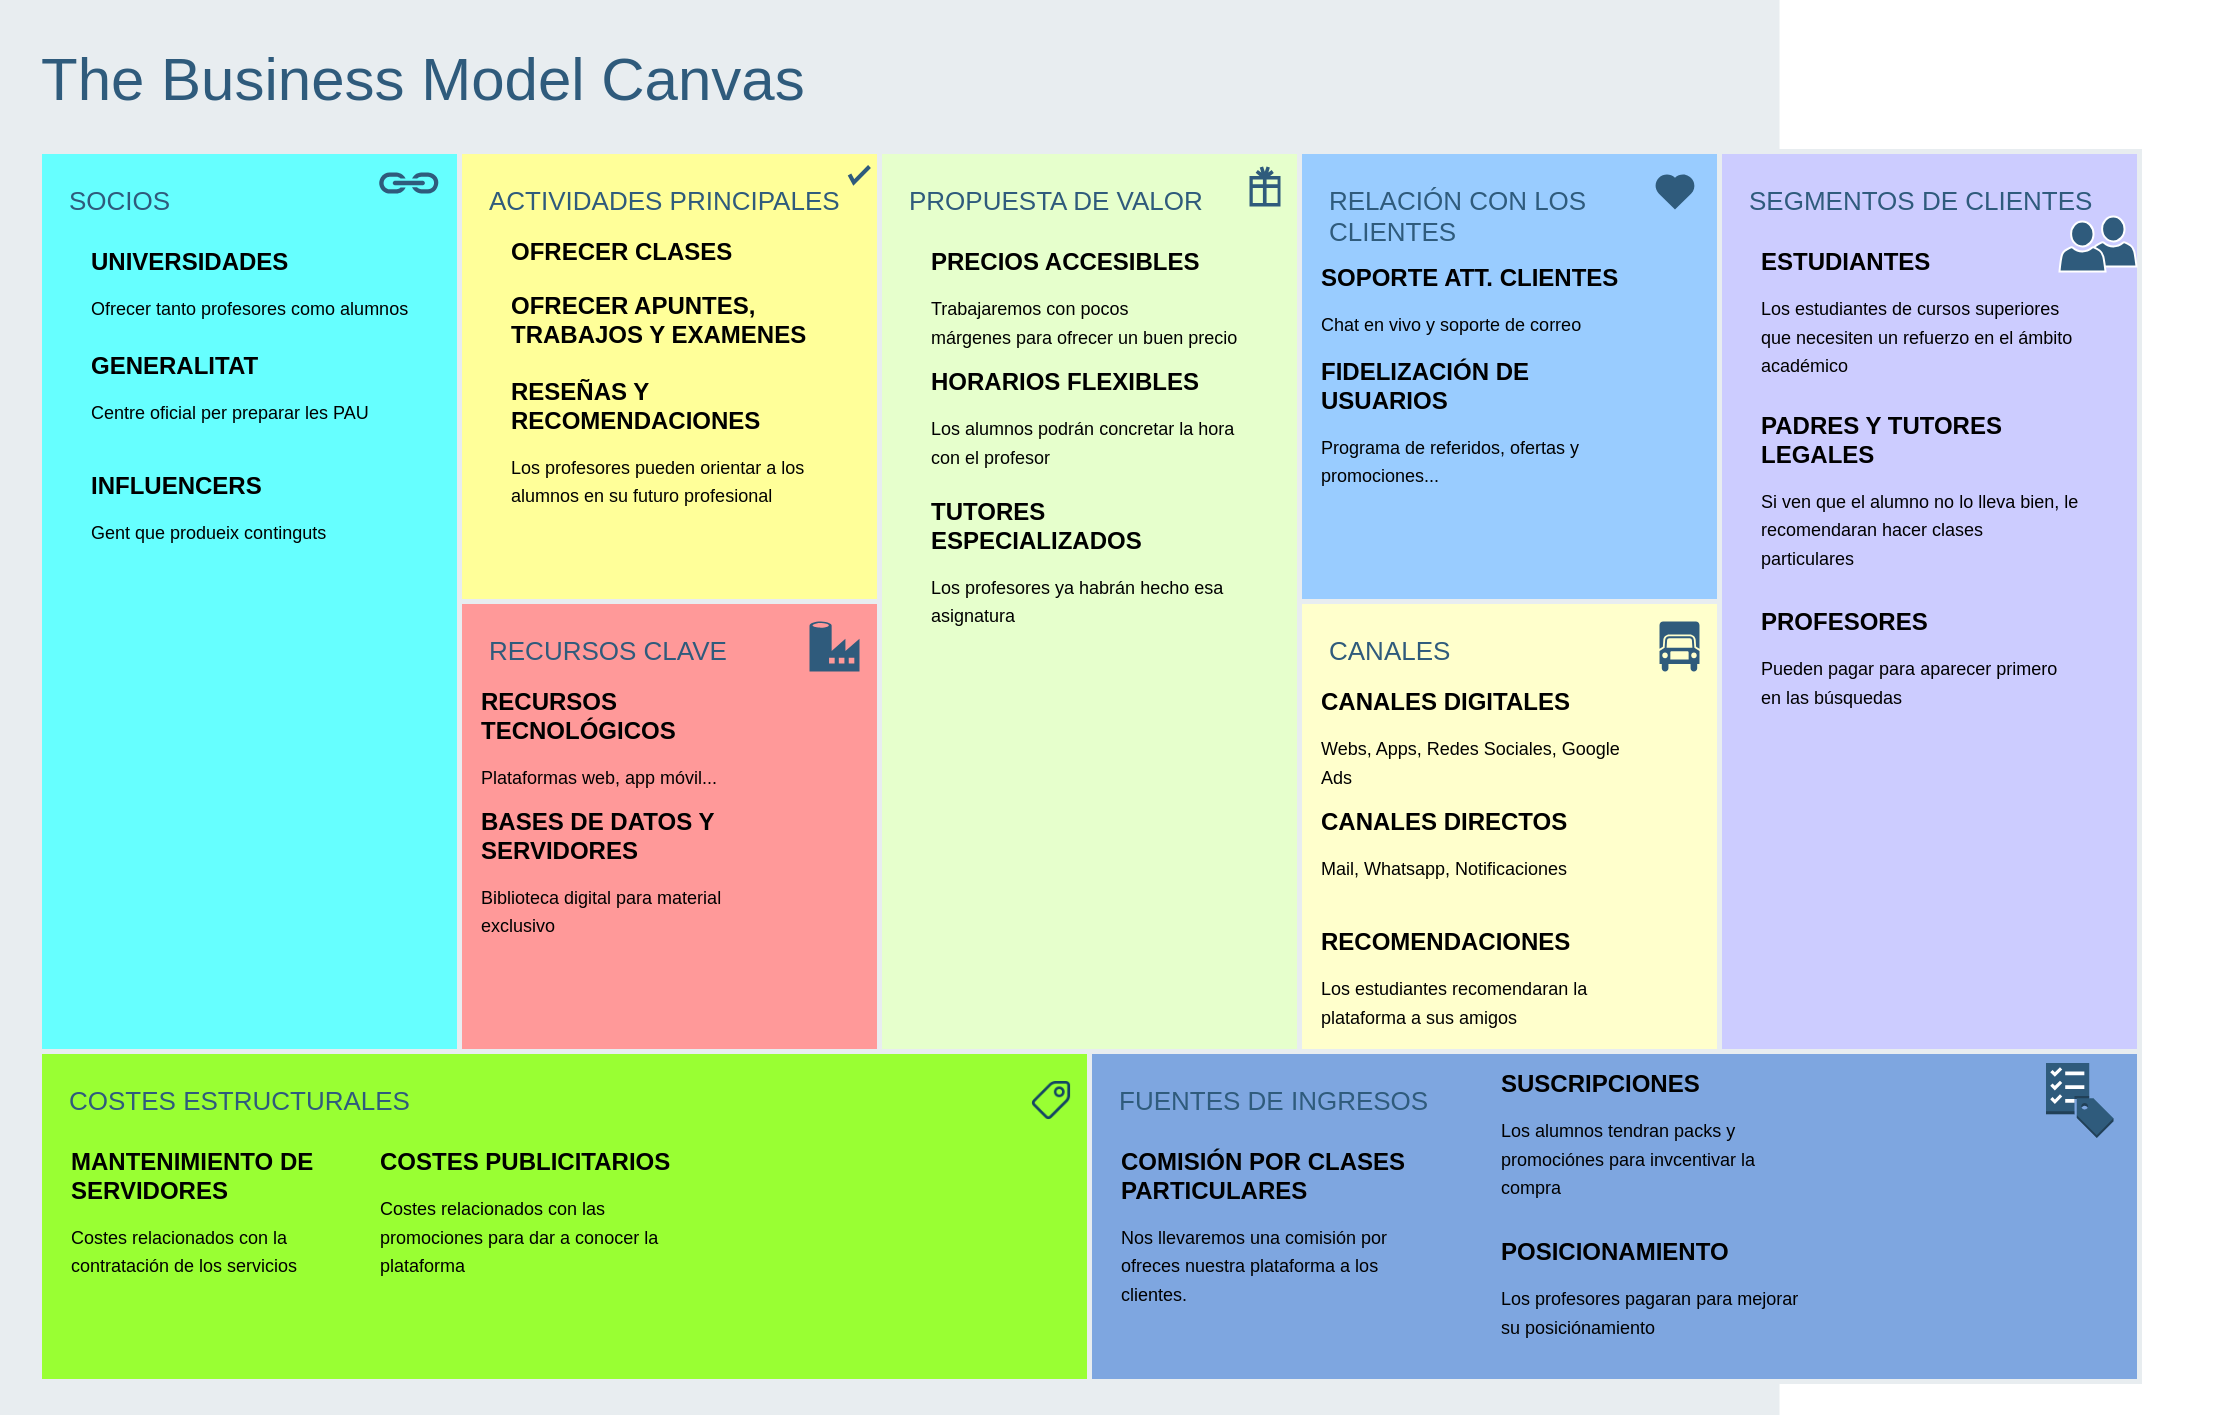 The Business Model Canvas
SOCIOS
UNIVERSIDADES
Ofrecer tanto profesores como alumnos
GENERALITAT
Centre oficial per preparar les PAU
INFLUENCERS
Gent que produeix continguts
ACTIVIDADES PRINCIPALES
OFRECER CLASES
OFRECER APUNTES,
TRABAJOS Y EXAMENES
RESEÑAS Y
RECOMENDACIONES
Los profesores pueden orientar a los
alumnos en su futuro profesional
RECURSOS CLAVE
RECURSOS
TECNOLÓGICOS
Plataformas web, app móvil...
BASES DE DATOS Y
SERVIDORES
Biblioteca digital para material
exclusivo
PROPUESTA DE VALOR
PRECIOS ACCESIBLES
Trabajaremos con pocos
márgenes para ofrecer un buen precio
HORARIOS FLEXIBLES
Los alumnos podrán concretar la hora
con el profesor
TUTORES
ESPECIALIZADOS
Los profesores ya habrán hecho esa
asignatura
RELACIÓN CON LOS
CLIENTES
SOPORTE ATT. CLIENTES
Chat en vivo y soporte de correo
FIDELIZACIÓN DE
USUARIOS
Programa de referidos, ofertas y
promociones...
CANALES
CANALES DIGITALES
Webs, Apps, Redes Sociales, Google
Ads
CANALES DIRECTOS
Mail, Whatsapp, Notificaciones
RECOMENDACIONES
Los estudiantes recomendaran la
plataforma a sus amigos
SEGMENTOS DE CLIENTES
ESTUDIANTES
Los estudiantes de cursos superiores
que necesiten un refuerzo en el ámbito
académico
PADRES Y TUTORES
LEGALES
Si ven que el alumno no lo lleva bien, le
recomendaran hacer clases
particulares
PROFESORES
Pueden pagar para aparecer primero
en las búsquedas
COSTES ESTRUCTURALES
MANTENIMIENTO DE
SERVIDORES
Costes relacionados con la
contratación de los servicios
COSTES PUBLICITARIOS
Costes relacionados con las
promociones para dar a conocer la
plataforma
FUENTES DE INGRESOS
COMISIÓN POR CLASES
PARTICULARES
Nos llevaremos una comisión por
ofreces nuestra plataforma a los
clientes.
SUSCRIPCIONES
Los alumnos tendran packs y
promociónes para invcentivar la
compra
POSICIONAMIENTO
Los profesores pagaran para mejorar
su posiciónamiento